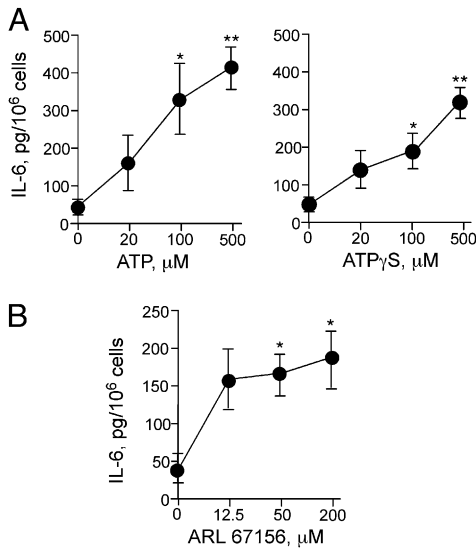 A
IL-6, pg/10⁶ cells
500
400
300
200
100
0
*
**
0 20 100 500
ATP, μM
500
400
300
200
100
0
*
**
0 20 100 500
ATPγS, μM
B
IL-6, pg/10⁶ cells
250
200
150
100
50
0
*
*
0 12.5 50 200
ARL 67156, μM